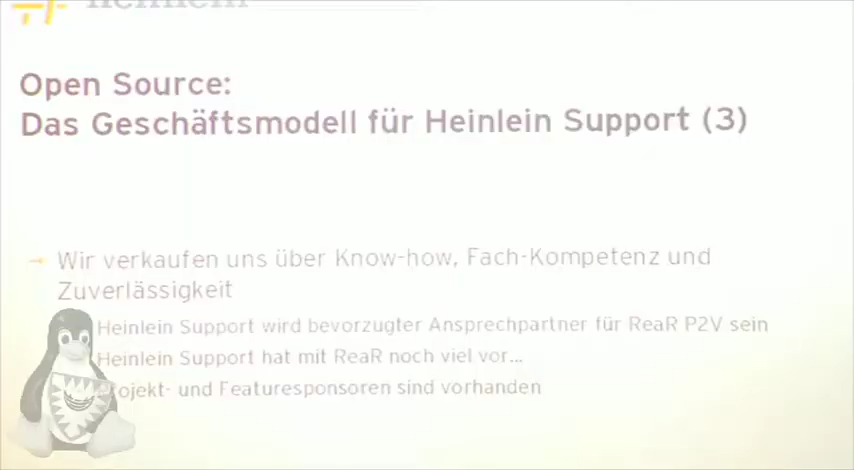 Heinlein
Open Source:
Das Geschäftsmodell für Heinlein Support (3)
Wir verkaufen uns über Know-how, Fach-Kompetenz und
Zuverlässigkeit
Heinlein Support wird bevorzugter Ansprechpartner für ReaR P2V sein
Heinlein Support hat mit ReaR noch viel vor...
Projekt- und Featuresponsoren sind vorhanden